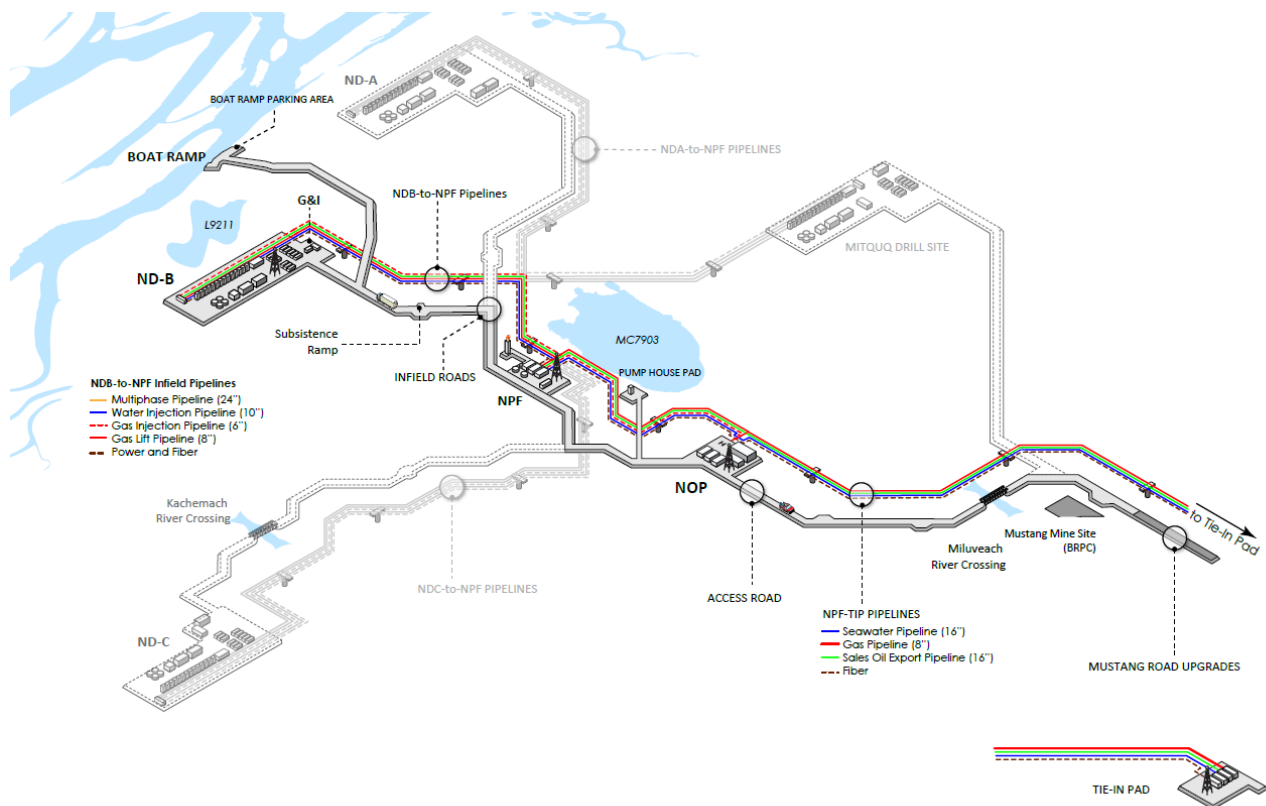 ND-A
BOAT RAMP PARKING AREA
BOAT RAMP
NDA-to-NPF PIPELINES
NDB-to-NPF Pipelines
G&I
L9211
MITQUQ DRILL SITE
ND-B
Subsistence
Ramp
MC7903
INFIELD ROADS
PUMP HOUSE PAD
NPF
NDB-to-NPF Infield Pipelines
Multiphase Pipeline (24")
Water Injection Pipeline (10")
Gas Injection Pipeline (6")
Gas Lift Pipeline (8")
Power and Fiber
H
NOP
Kachemach
River Crossing
to Tie-In Pad
Mustang Mine Site
(BRPC)
Miluveach
River Crossing
NDC-to-NPF PIPELINES
ACCESS ROAD
NPF-TIP PIPELINES
Seawater Pipeline (16")
Gas Pipeline (8")
Sales Oil Export Pipeline (16")
Fiber
ND-C
MUSTANG ROAD UPGRADES
TIE-IN PAD